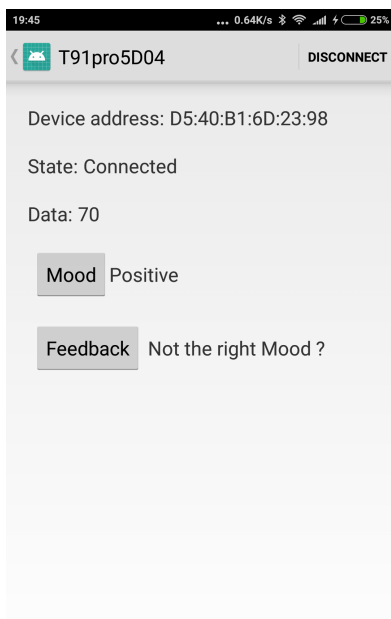 19:45 ... 0.64K/s 25%
T91pro5D04 DISCONNECT
Device address: D5:40:B1:6D:23:98
State: Connected
Data: 70
Mood Positive
Feedback Not the right Mood ?